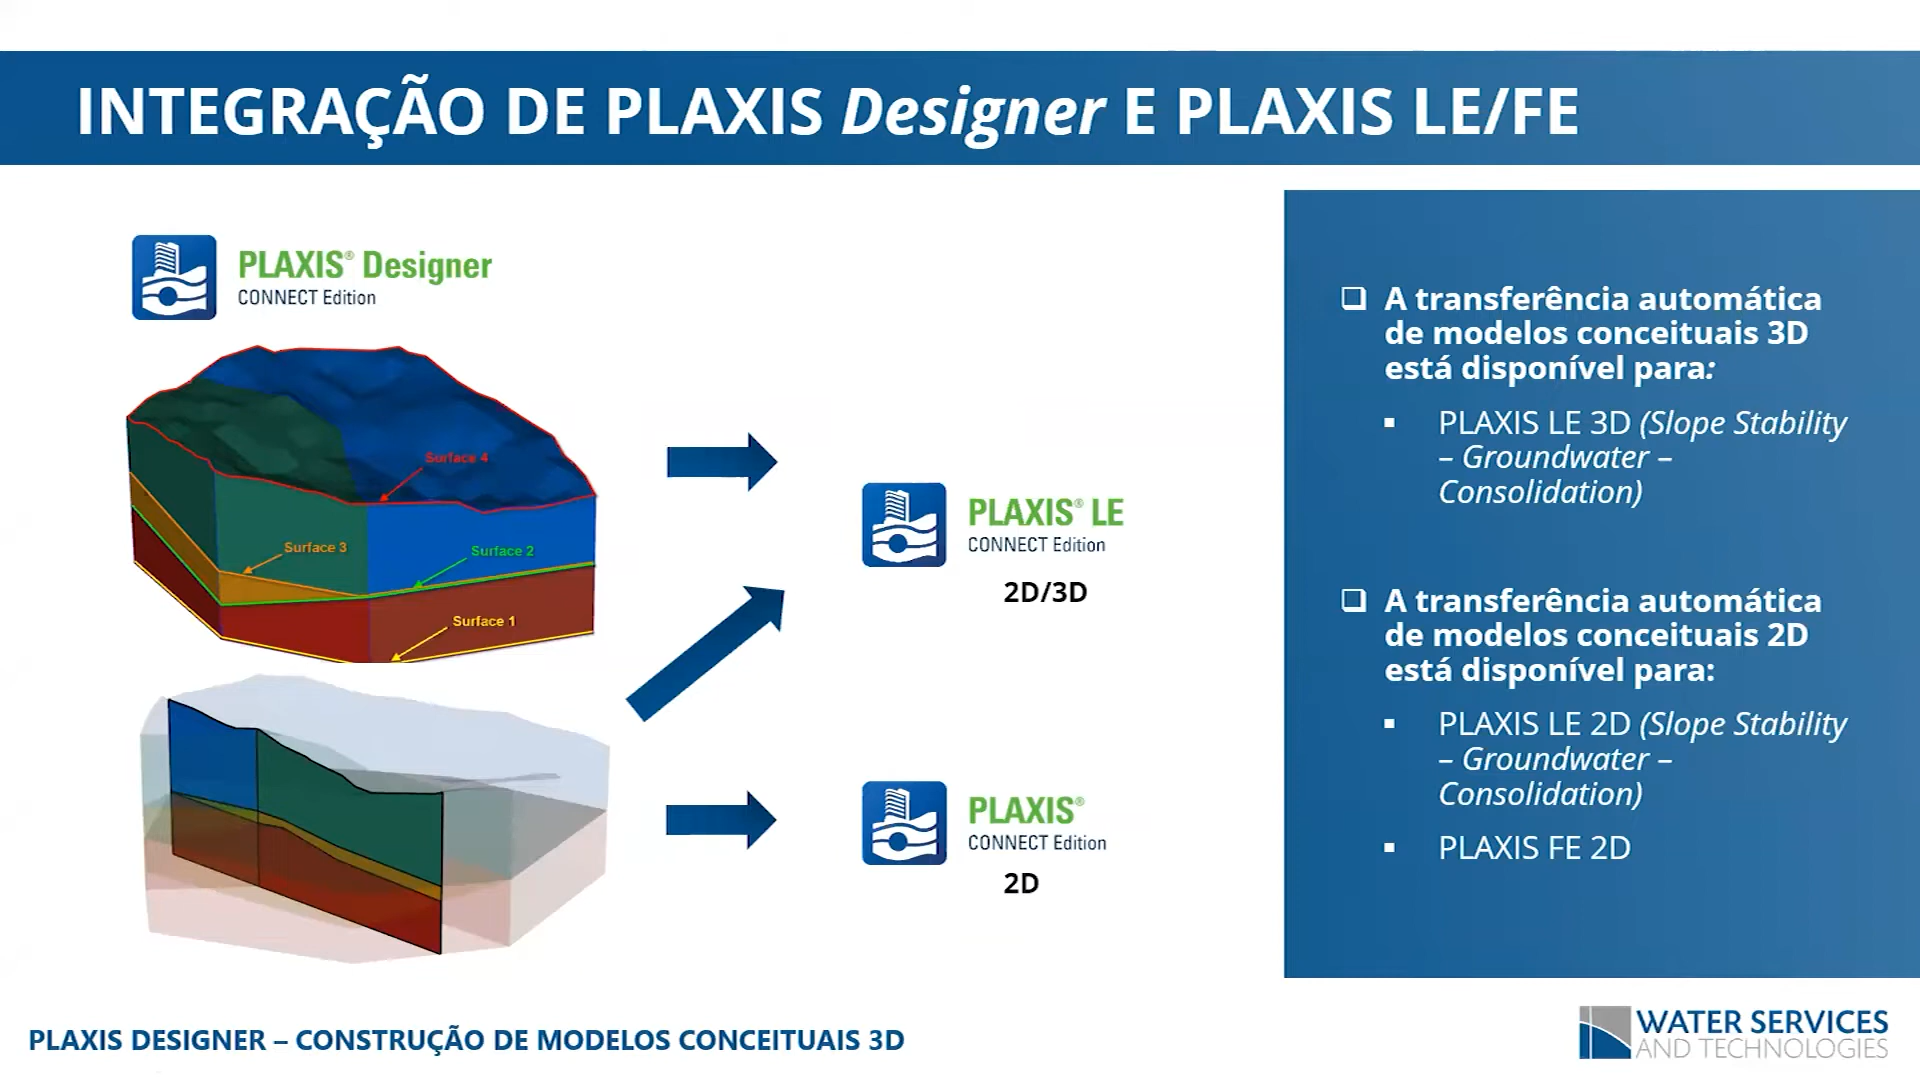 INTEGRAÇÃO DE PLAXIS Designer E PLAXIS LE/FE
PLAXIS® Designer
CONNECT Edition
Surface 4
Surface 3
Surface 2
Surface 1
PLAXIS® LE
CONNECT Edition
2D/3D
PLAXIS®
CONNECT Edition
2D
A transferência automática
de modelos conceituais 3D
está disponível para:
PLAXIS LE 3D (Slope Stability
– Groundwater –
Consolidation)
A transferência automática
de modelos conceituais 2D
está disponível para:
PLAXIS LE 2D (Slope Stability
– Groundwater –
Consolidation)
PLAXIS FE 2D
PLAXIS DESIGNER – CONSTRUÇÃO DE MODELOS CONCEITUAIS 3D
WATER SERVICES
AND TECHNOLOGIES